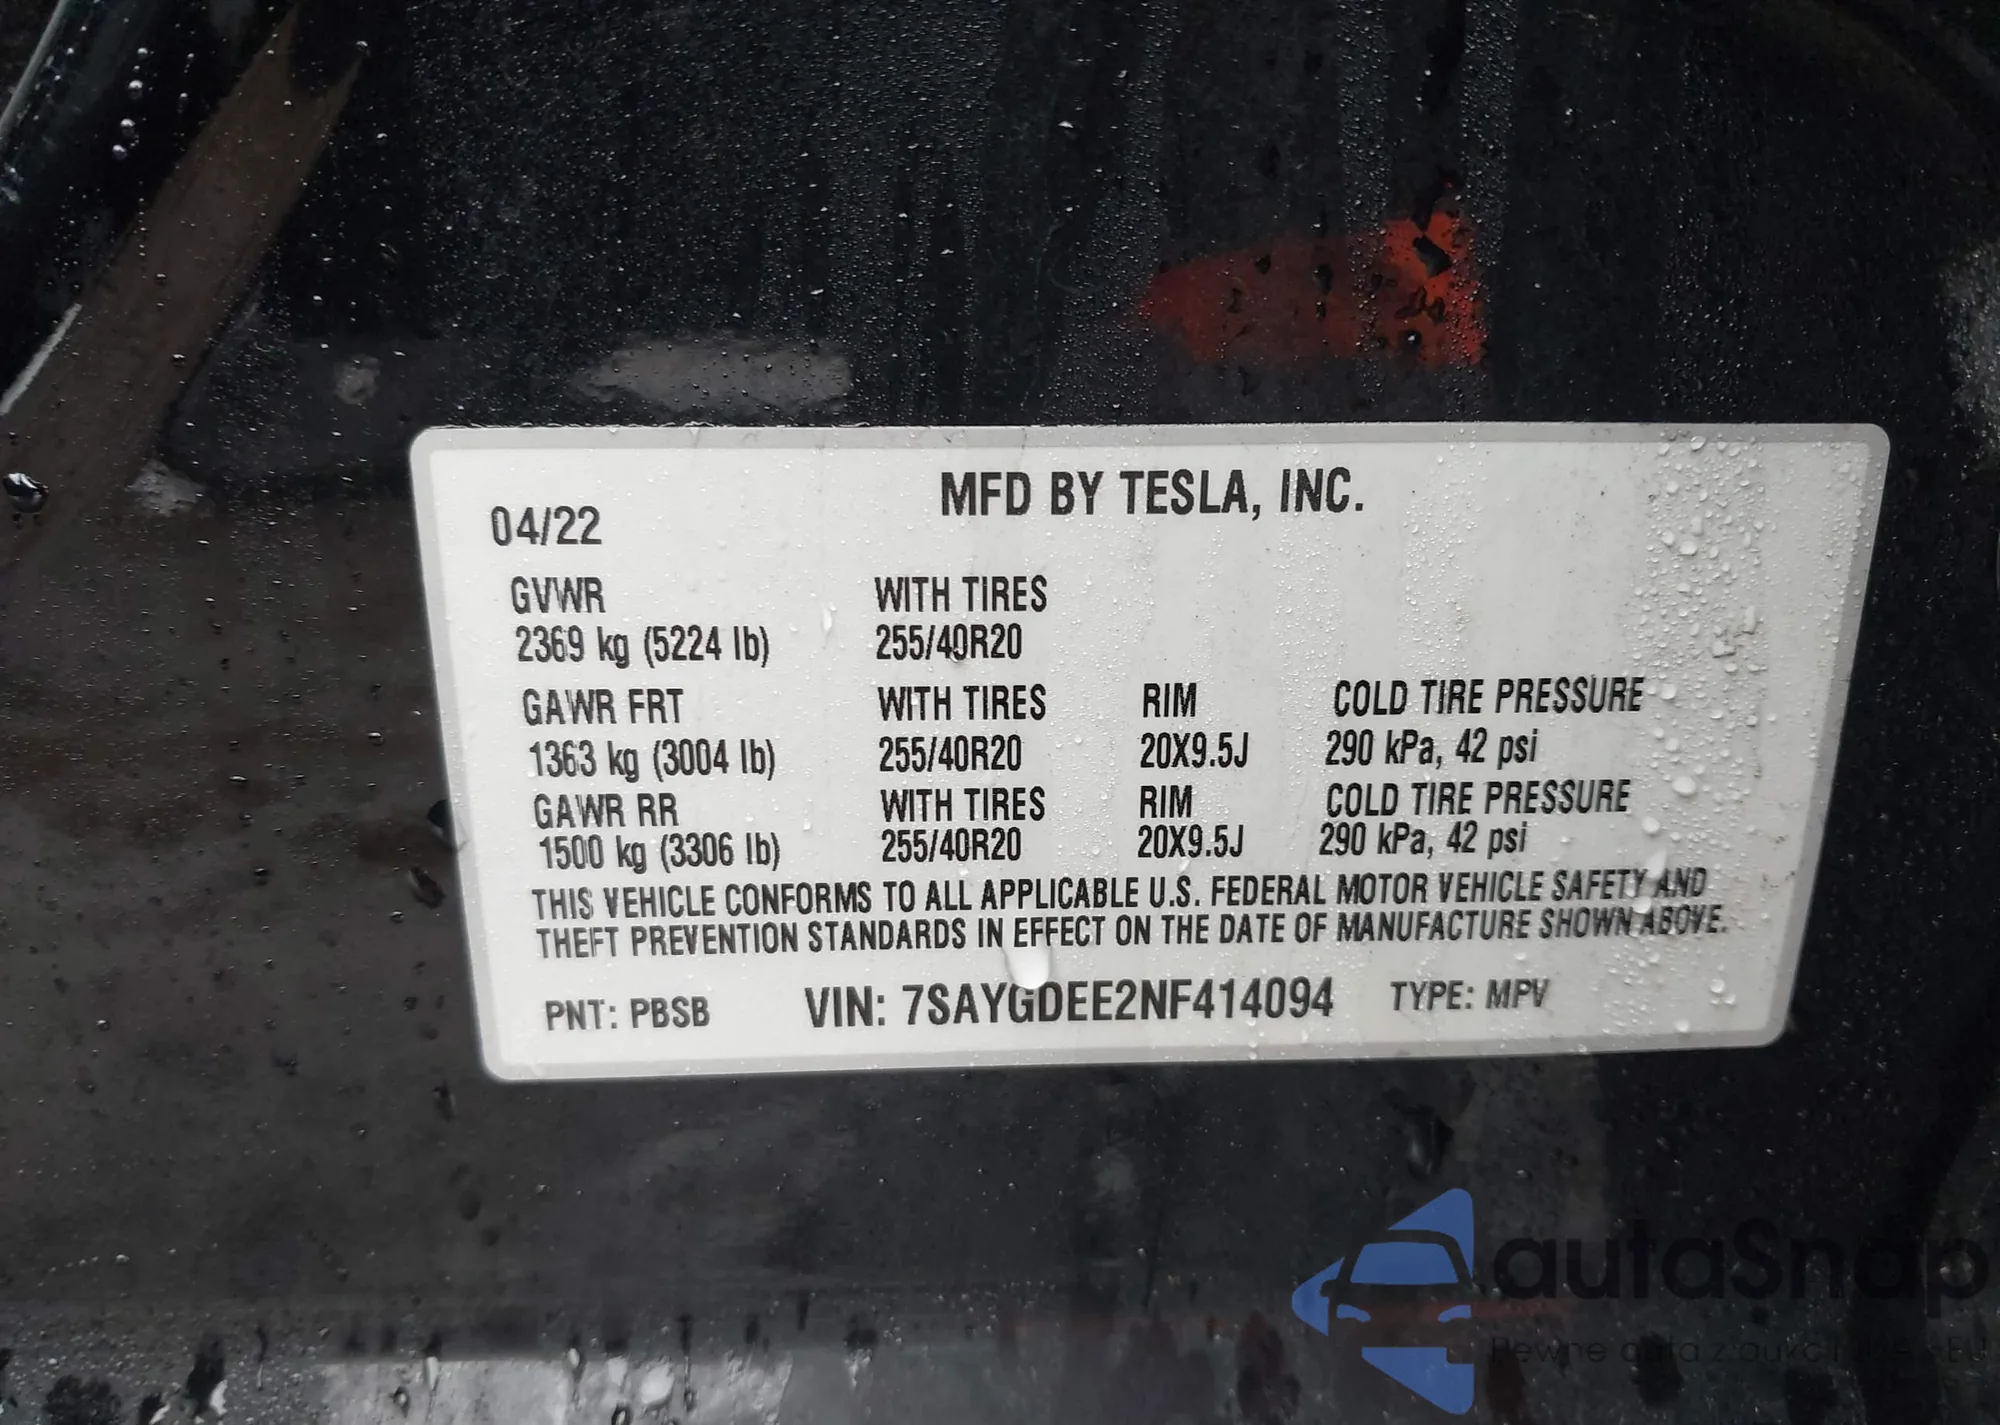 MFD BY TESLA, INC.
04/22
GVWR WITH TIRES
2369 kg (5224 lb) 255/40R20
GAWR FRT WITH TIRES RIM COLD TIRE PRESSURE
1363 kg (3004 lb) 255/40R20 20X9.5J 290 kPa, 42 psi
GAWR RR WITH TIRES RIM COLD TIRE PRESSURE
1500 kg (3306 lb) 255/40R20 20X9.5J 290 kPa, 42 psi
THIS VEHICLE CONFORMS TO ALL APPLICABLE U.S. FEDERAL MOTOR VEHICLE SAFETY AND
THEFT PREVENTION STANDARDS IN EFFECT ON THE DATE OF MANUFACTURE SHOWN ABOVE.
PNT: PBSB VIN: 7SAYGDEE2NF414094 TYPE: MPV
autaSnap
Pewne auta z aukcji